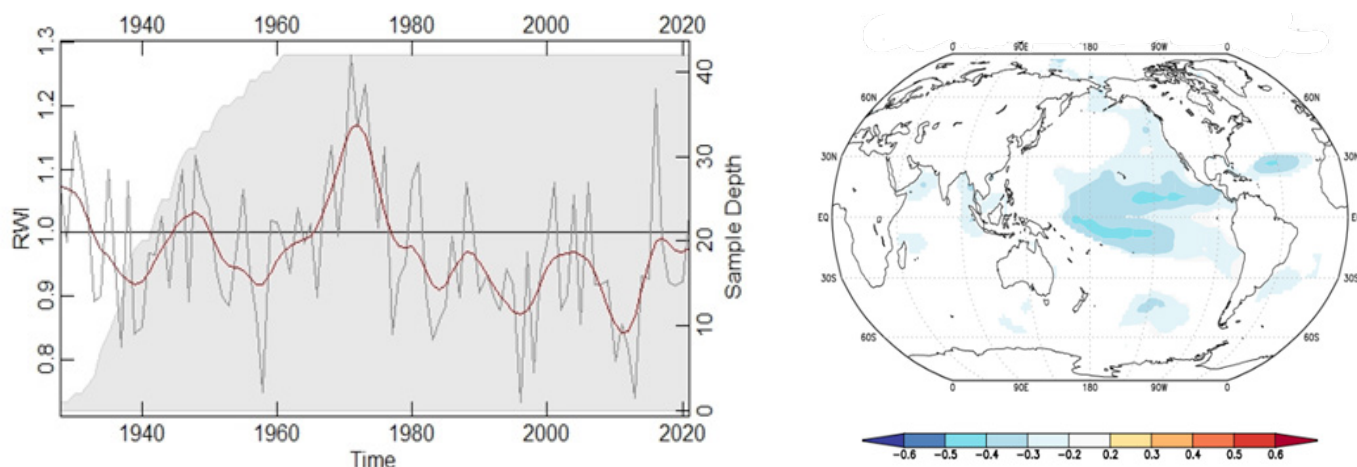 1940 1960 1980 2000 2020
1.3
1.2
1.1
1.0
0.9
0.8
RWI
40
30
20
10
0
Sample Depth
1940 1960 1980 2000 2020
Time
0 90E 180 90W 0
60N 60N
30N 30N
EQ EQ
30S 30S
60S 60S
0 90E 180 90W 0
-0.6 -0.5 -0.4 -0.3 -0.2 0.2 0.3 0.4 0.5 0.6